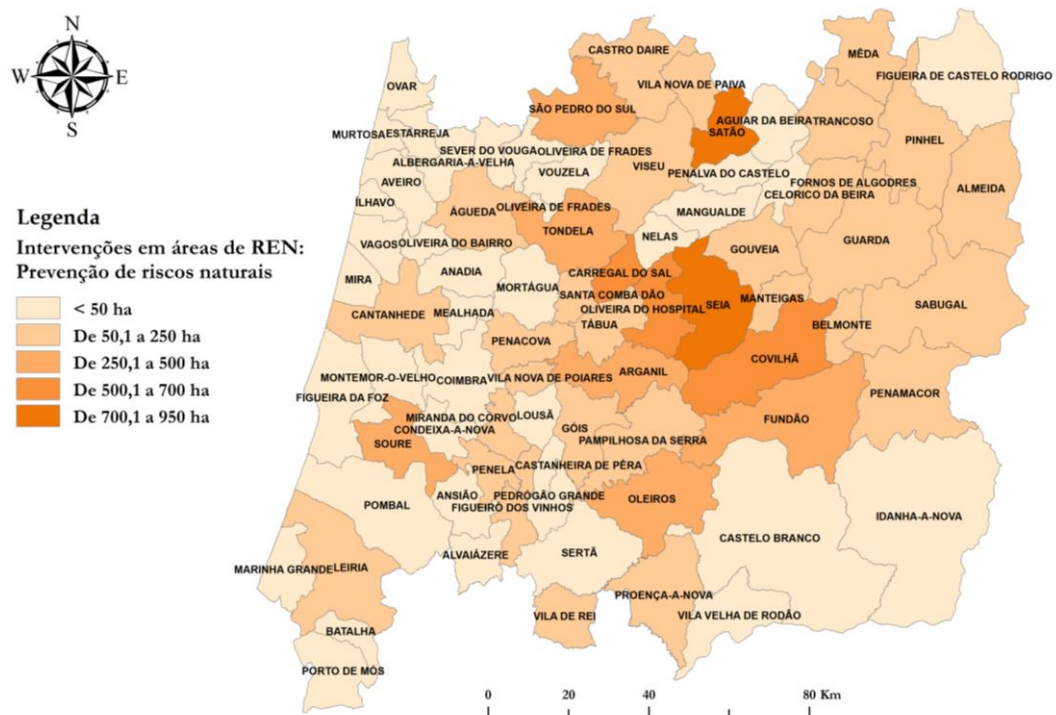 N
W E
S
Legenda
Intervenções em áreas de REN:
Prevenção de riscos naturais
< 50 ha
De 50,1 a 250 ha
De 250,1 a 500 ha
De 500,1 a 700 ha
De 700,1 a 950 ha
CASTRO DAIRE
MÊDA
FIGUEIRA DE CASTELO RODRIGO
OVAR
VILA NOVA DE PAIVA
SÃO PEDRO DO SUL
AGUIAR DA BEIRA
TRANCOSO
MURTOSA
ESTARREJA
SATÃO
PINHEL
SEVER DO VOUGA
OLIVEIRA DE FRADES
ALBERGARIA-A-VELHA
VISEU
VOUZELA
PENALVA DO CASTELO
AVEIRO
FORNOS DE ALGODRES
ALMEIDA
CELORICO DA BEIRA
ÍLHAVO
ÁGUEDA
OLIVEIRA DE FRADES
MANGUALDE
TONDELA
NELAS
GUARDA
VAGOS
OLIVEIRA DO BAIRRO
GOUVEIA
ANADIA
CARREGAL DO SAL
MIRA
MORTÁGUA
SANTA COMBA DÃO
SEIA
MANTEIGAS
SABUGAL
CANTANHEDE
MEALHADA
OLIVEIRA DO HOSPITAL
TÁBUA
BELMONTE
PENACOVA
COVILHÃ
MONTEMOR-O-VELHO
COIMBRA
VILA NOVA DE POIARES
ARGANIL
PENAMACOR
FIGUEIRA DA FOZ
MIRANDA DO CORVO
LOUSÃ
FUNDÃO
CONDEIXA-A-NOVA
GÓIS
SOURE
PAMPILHOSA DA SERRA
PENELA
CASTANHEIRA DE PÊRA
POMBAL
ANSIÃO
PEDRÓGÃO GRANDE
OLEIROS
FIGUEIRÓ DOS VINHOS
IDANHA-A-NOVA
CASTELO BRANCO
ALVAIÁZERE
SERTÃ
MARINHA GRANDE
LEIRIA
PROENÇA-A-NOVA
VILA DE REI
VILA VELHA DE RODÃO
BATALHA
PORTO DE MÓS
0 20 40 80 Km